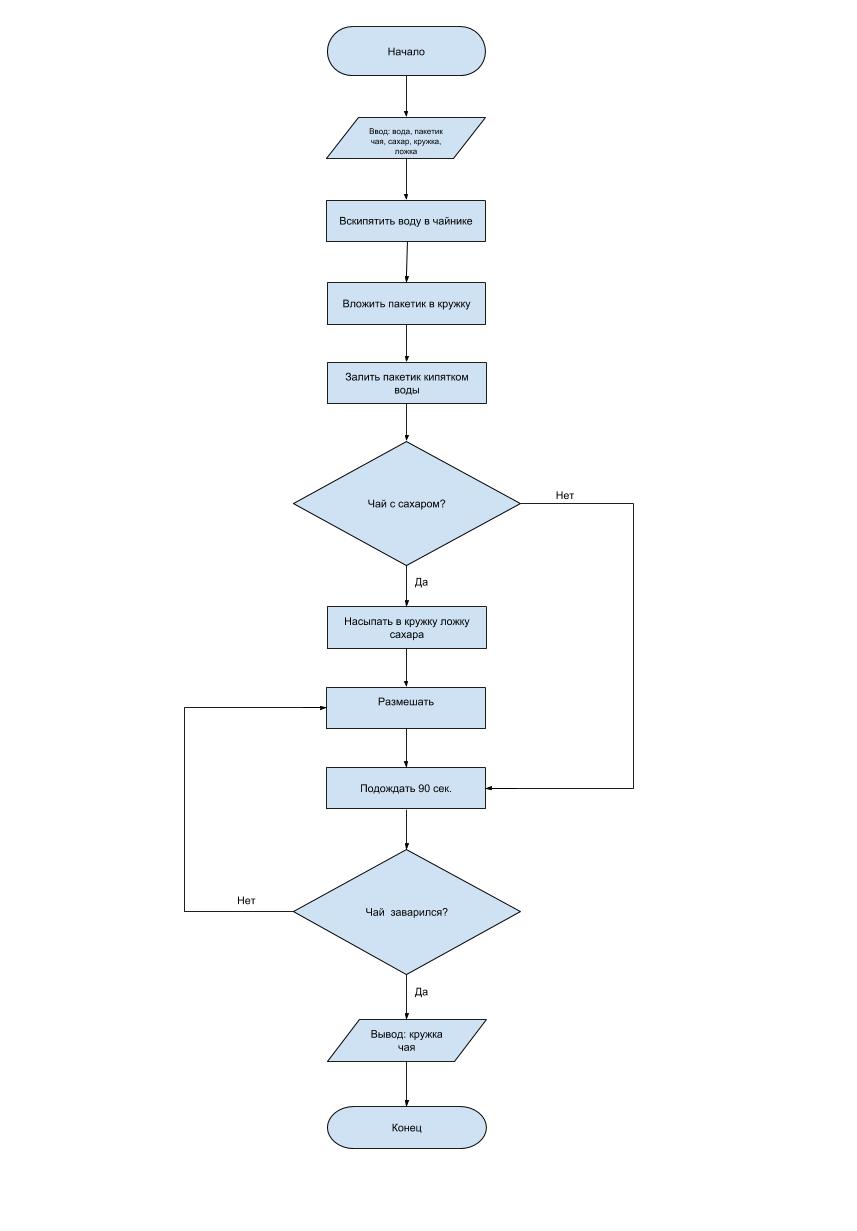 Начало
Ввод: вода, пакетик
чая, сахар, кружка,
ложка
Вскипятить воду в чайнике
Вложить пакетик в кружку
Залить пакетик кипятком
воды
Чай с сахаром?
Нет
Да
Насыпать в кружку ложку
сахара
Размешать
Подождать 90 сек.
Нет
Чай  заварился?
Да
Вывод: кружка
чая
Конец